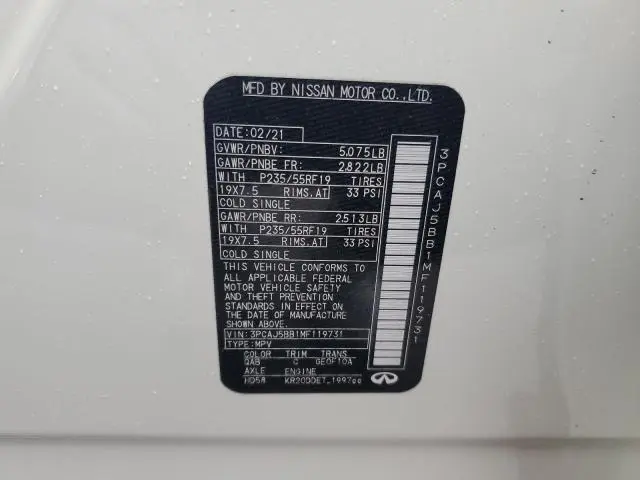 MFD BY NISSAN MOTOR CO.,LTD.
DATE: 02/21
GVWR/PNBV: 5,075LB
GAWR/PNBE FR: 2,822LB
WITH P235/55RF19 TIRES
19X7.5 RIMS.AT 33 PSI
COLD SINGLE
GAWR/PNBE RR: 2,513LB
WITH P235/55RF19 TIRES
19X7.5 RIMS.AT 33 PSI
COLD SINGLE
THIS VEHICLE CONFORMS TO
ALL APPLICABLE FEDERAL
MOTOR VEHICLE SAFETY
AND THEFT PREVENTION
STANDARDS IN EFFECT ON
THE DATE OF MANUFACTURE
SHOWN ABOVE.
VIN: 3PCAJ5BB1MF119731
TYPE: MPV
COLOR TRIM TRANS
QAB C GE0F10A
AXLE ENGINE
HQ58 KR20DDET_1997cc
3PCAJ5BB1MF119731